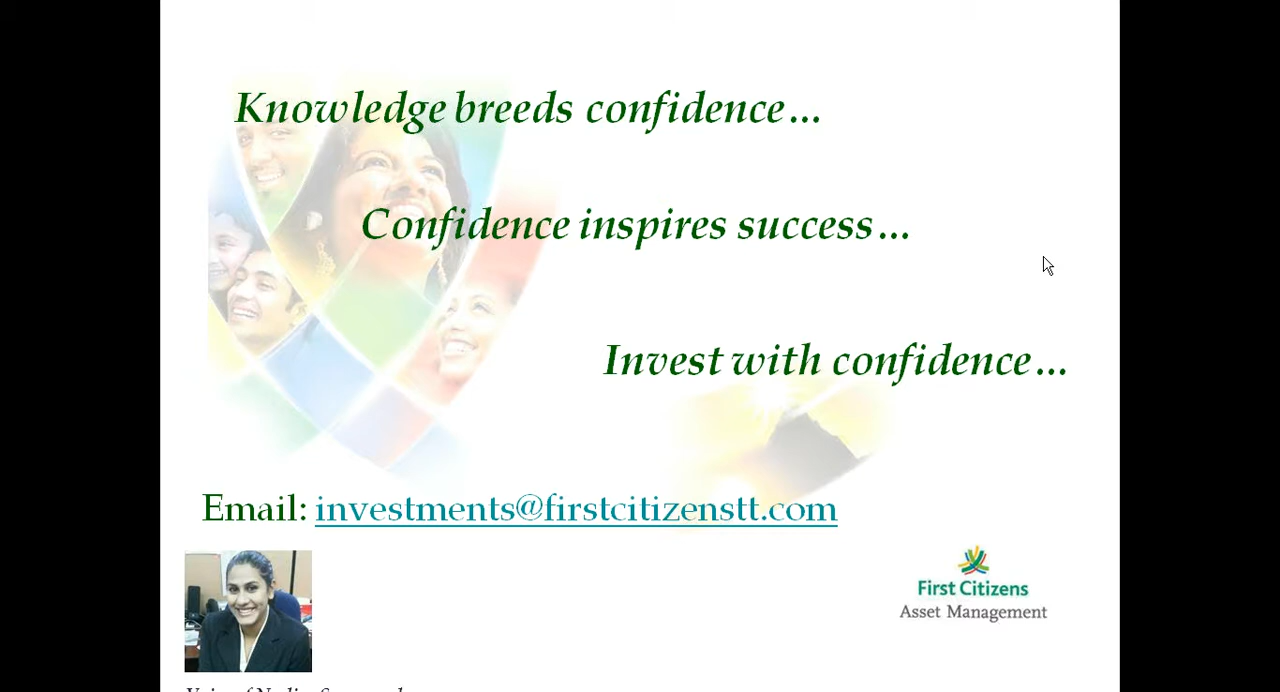 Knowledge breeds confidence…
Confidence inspires success…
Invest with confidence…
Email: investments@firstcitizenstt.com
First Citizens
Asset Management